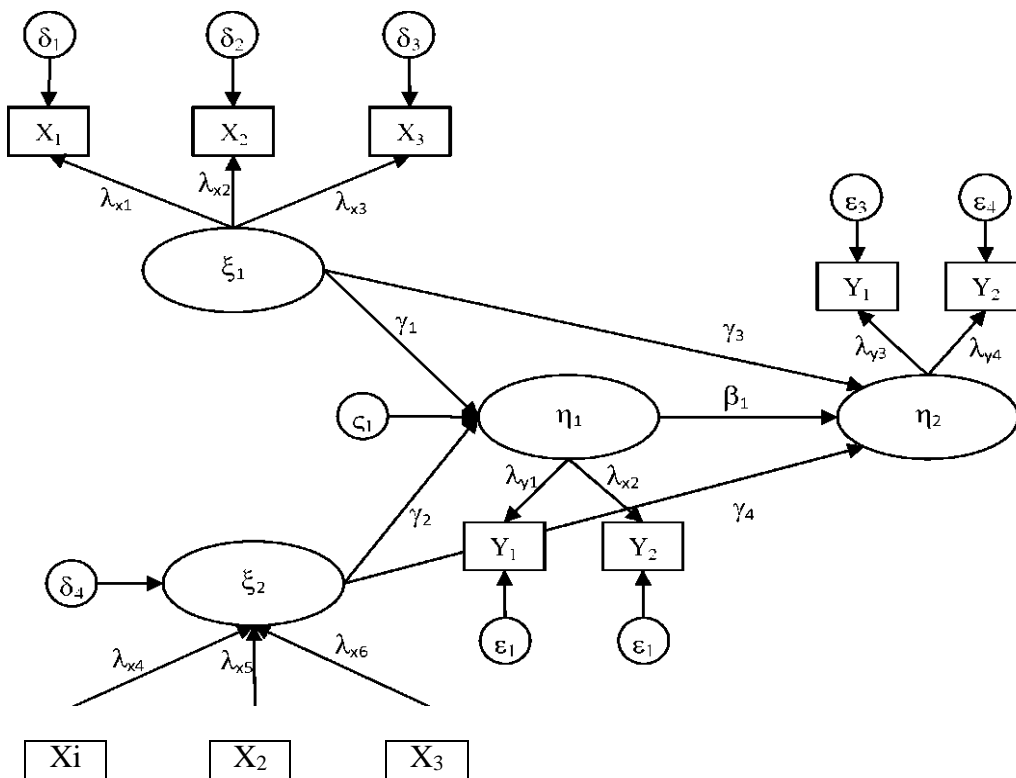 δ₁ δ₂ δ₃
X₁ X₂ X₃
λₓ₁ λₓ₂ λₓ₃
ε₃ ε₄
ξ₁
Y₁ Y₂
γ₁ γ₃
λy₃ λy₄
ς₁ η₁ β₁ η₂
λy₁ λₓ₂
γ₂ γ₄
Y₁ Y₂
δ₄ ξ₂
ε₁ ε₁
λₓ₄ λₓ₅ λₓ₆
Xi X₂ X₃